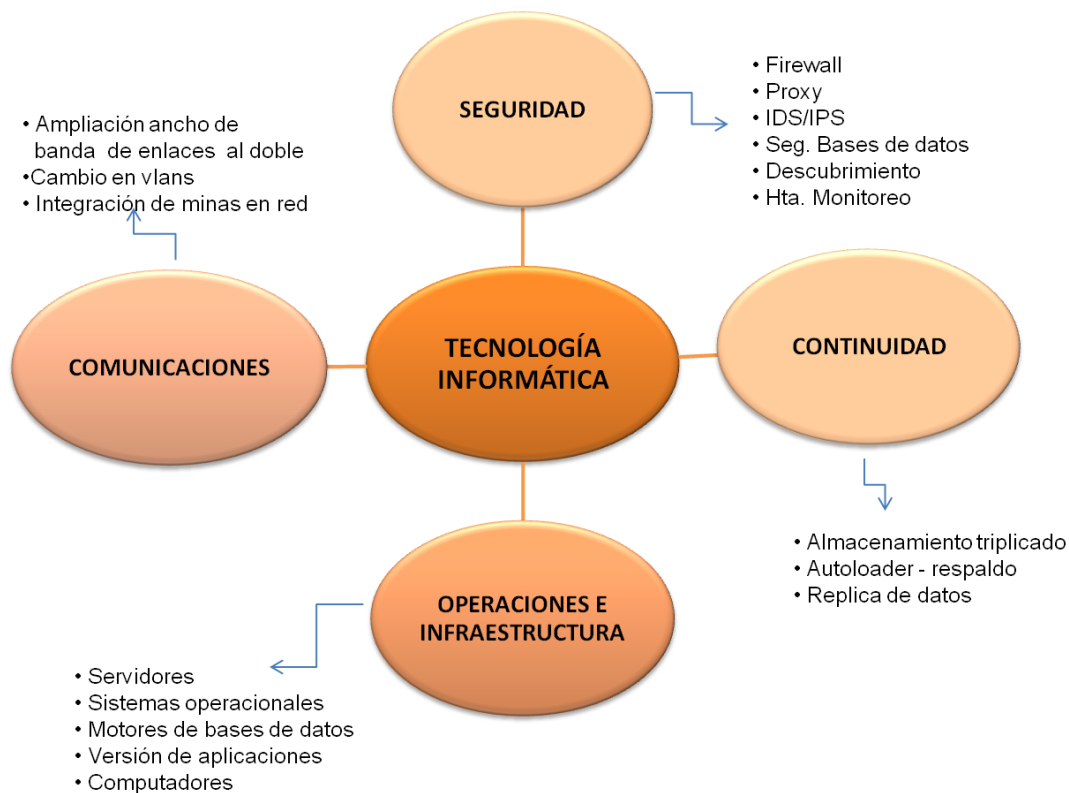 SEGURIDAD
• Firewall
• Proxy
• IDS/IPS
• Seg. Bases de datos
• Descubrimiento
• Hta. Monitoreo
• Ampliación ancho de
banda de enlaces al doble
•Cambio en vlans
• Integración de minas en red
COMUNICACIONES
TECNOLOGÍA
INFORMÁTICA
CONTINUIDAD
• Almacenamiento triplicado
• Autoloader - respaldo
• Replica de datos
OPERACIONES E
INFRAESTRUCTURA
• Servidores
• Sistemas operacionales
• Motores de bases de datos
• Versión de aplicaciones
• Computadores